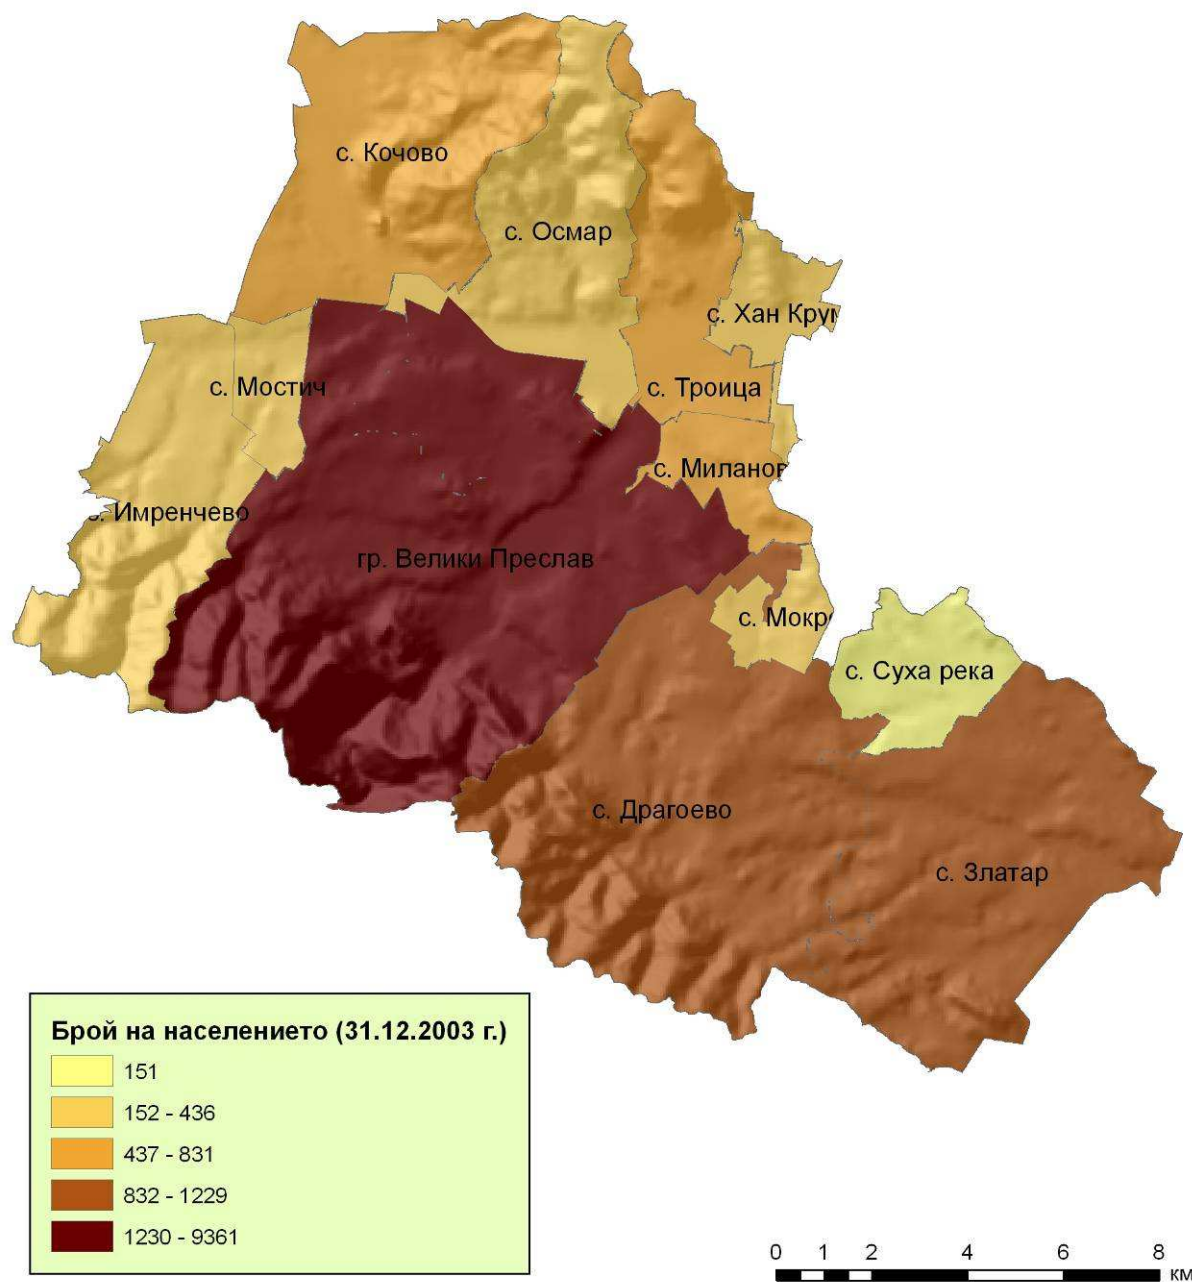 с. Кочово
с. Осмар
с. Хан Крум
с. Мостич
с. Троица
с. Миланов
с. Имренчево
гр. Велики Преслав
с. Мокр
с. Суха река
с. Драгоево
с. Златар
Брой на населението (31.12.2003 г.)
151
152 - 436
437 - 831
832 - 1229
1230 - 9361
0 1 2 4 6 8
км